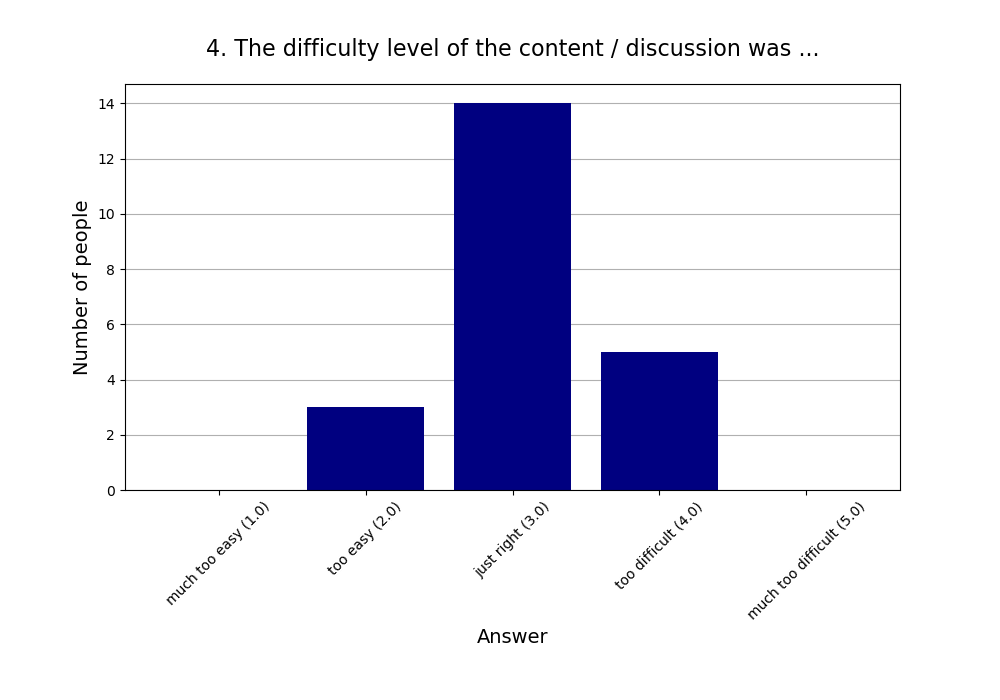 4. The difficulty level of the content / discussion was ...
Number of people
14
12
10
8
6
4
2
0
much too easy (1.0)
too easy (2.0)
just right (3.0)
too difficult (4.0)
much too difficult (5.0)
Answer